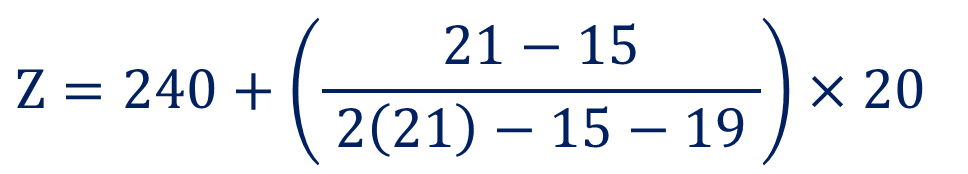 Z = 240 + ( (21 − 15) / (2(21) − 15 − 19) ) × 20